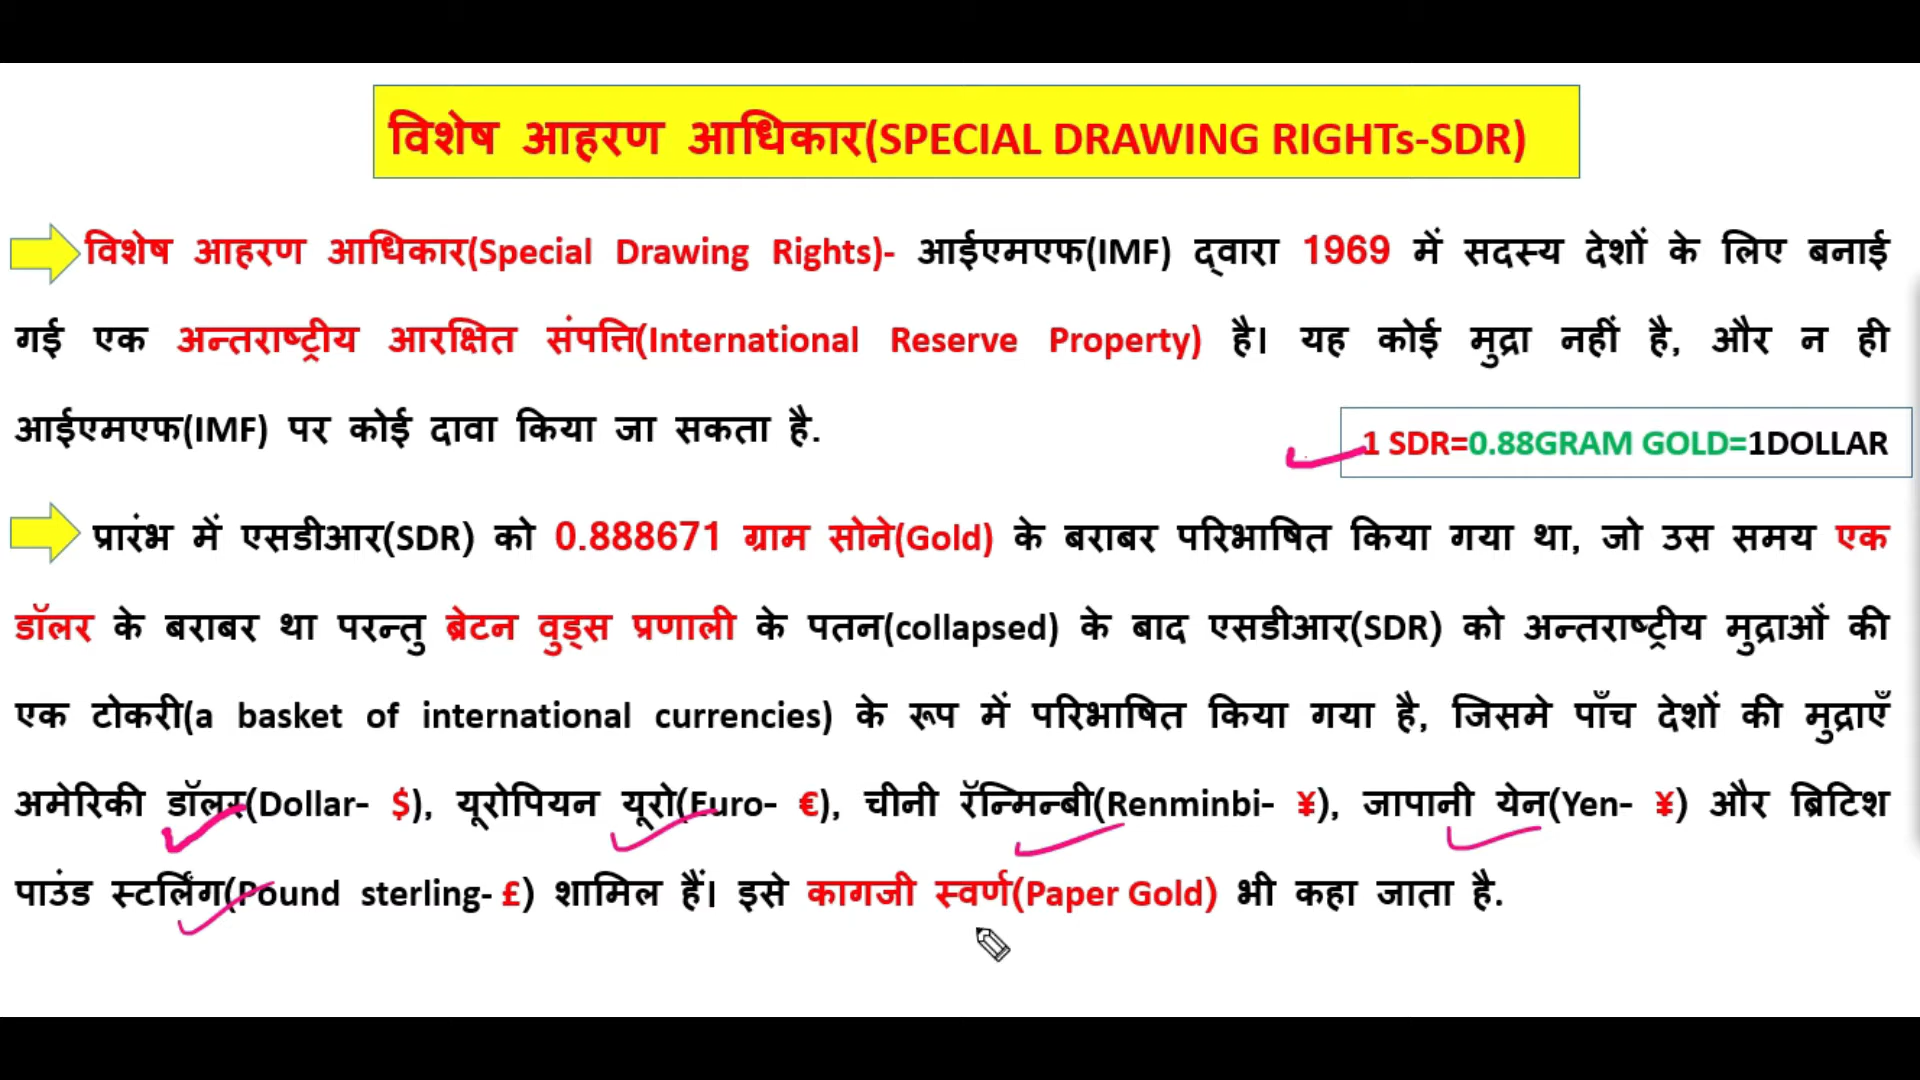 विशेष आहरण आधिकार(SPECIAL DRAWING RIGHTs-SDR)
विशेष आहरण आधिकार(Special Drawing Rights)- आईएमएफ(IMF) द्वारा 1969 में सदस्य देशों के लिए बनाई
गई एक अन्तराष्ट्रीय आरक्षित संपत्ति(International Reserve Property) है। यह कोई मुद्रा नहीं है, और न ही
आईएमएफ(IMF) पर कोई दावा किया जा सकता है.
1 SDR=0.88GRAM GOLD=1DOLLAR
प्रारंभ में एसडीआर(SDR) को 0.888671 ग्राम सोने(Gold) के बराबर परिभाषित किया गया था, जो उस समय एक
डॉलर के बराबर था परन्तु ब्रेटन वुड्स प्रणाली के पतन(collapsed) के बाद एसडीआर(SDR) को अन्तराष्ट्रीय मुद्राओं की
एक टोकरी(a basket of international currencies) के रूप में परिभाषित किया गया है, जिसमे पाँच देशों की मुद्राएँ
अमेरिकी डॉलर(Dollar- $), यूरोपियन यूरो(Euro- €), चीनी रॅन्मिन्बी(Renminbi- ¥), जापानी येन(Yen- ¥) और ब्रिटिश
पाउंड स्टर्लिंग(Pound sterling- £) शामिल हैं। इसे कागजी स्वर्ण(Paper Gold) भी कहा जाता है.